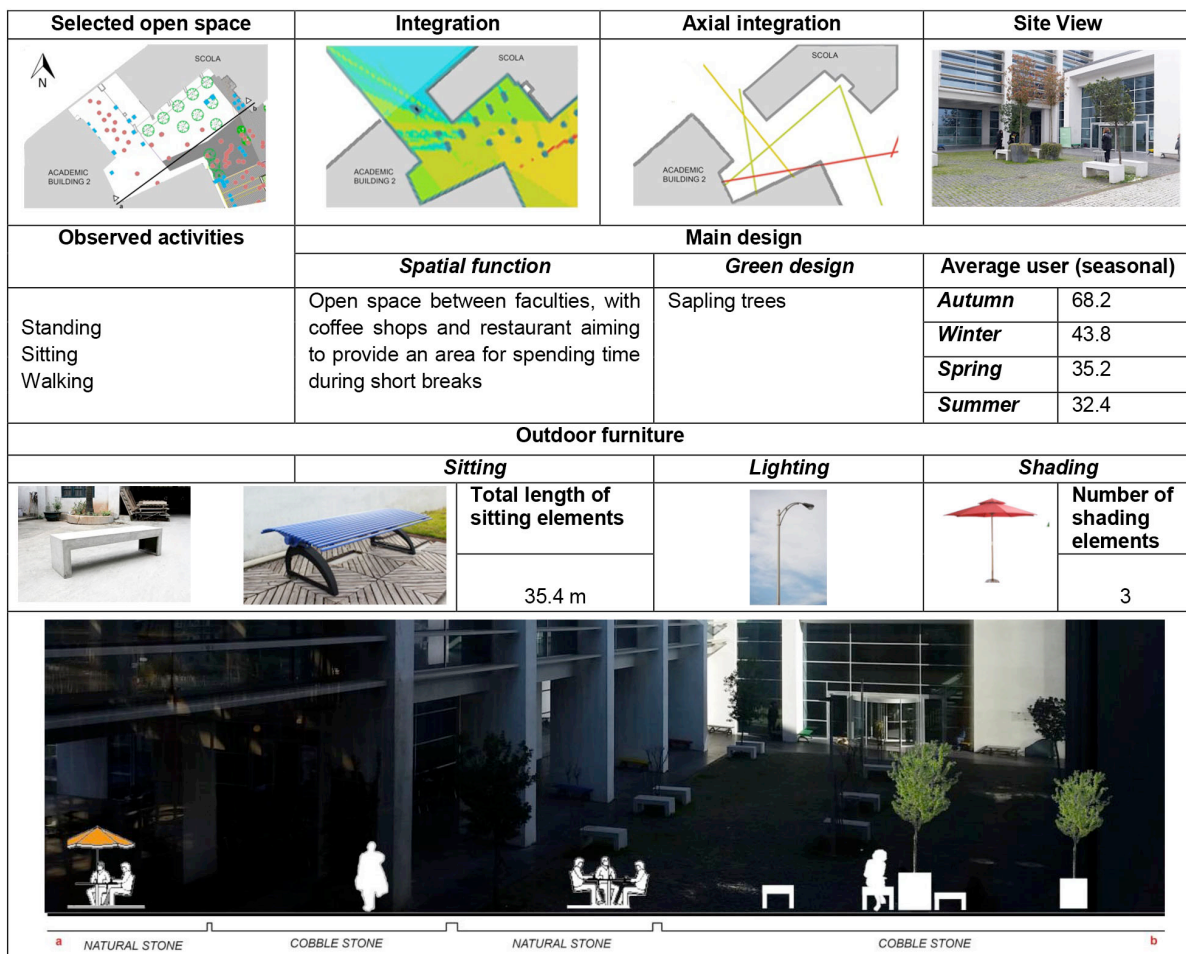 Selected open space
Integration
Axial integration
Site View
N
SCOLA
ACADEMIC
BUILDING 2
a
b
SCOLA
ACADEMIC
BUILDING 2
SCOLA
ACADEMIC
BUILDING 2
Observed activities
Main design
Spatial function
Green design
Average user (seasonal)
Standing
Sitting
Walking
Open space between faculties, with
coffee shops and restaurant aiming
to provide an area for spending time
during short breaks
Sapling trees
Autumn 68.2
Winter 43.8
Spring 35.2
Summer 32.4
Outdoor furniture
Sitting
Lighting
Shading
Total length of
sitting elements
35.4 m
Number of
shading
elements
3
a NATURAL STONE COBBLE STONE NATURAL STONE COBBLE STONE b